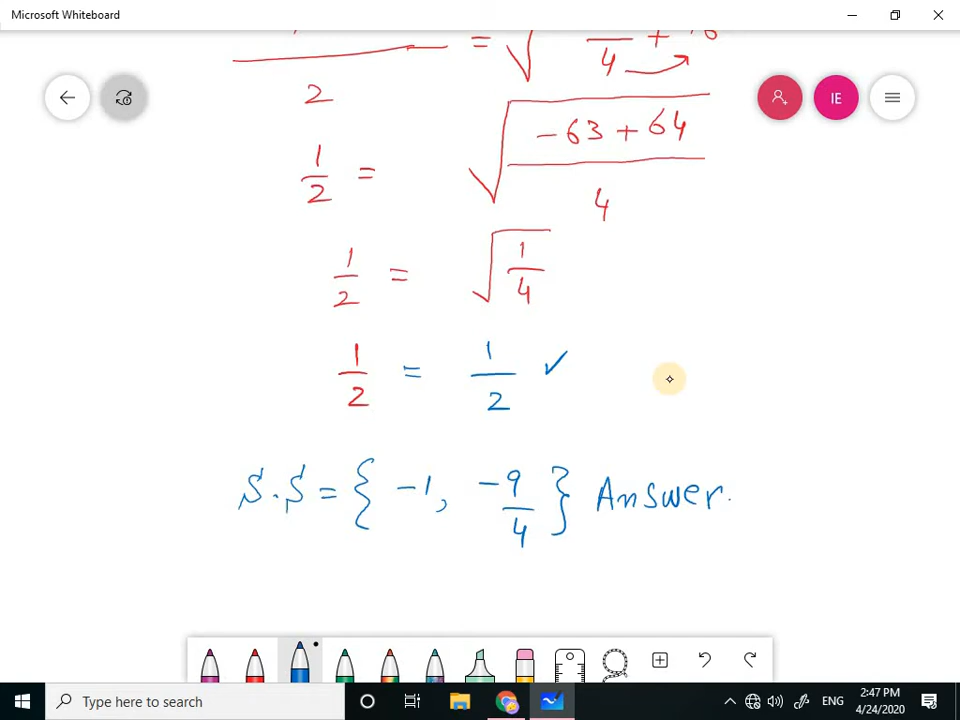 Microsoft Whiteboard
2 = √ 4 +
IE
1/2 = √((-63 + 64)/4)
1/2 = √(1/4)
1/2 = 1/2 ✓
S.S = { -1, -9/4 } Answer.
Type here to search
ENG
2:47 PM
4/24/2020